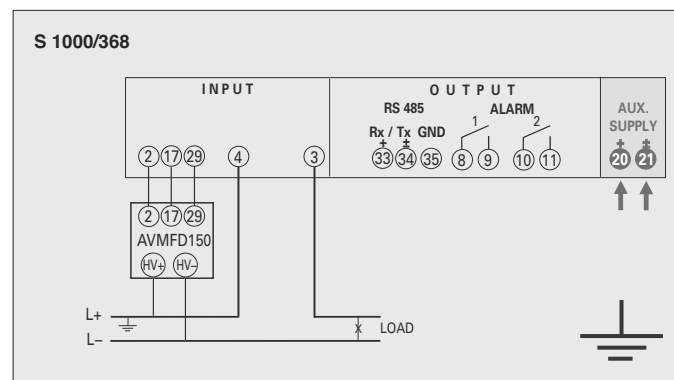 S 1000/368
INPUT
OUTPUT
RS 485 ALARM
AUX.
SUPPLY
1 2
Rx / Tx GND
+ ±
2 17 29 4 3 33 34 35 8 9 10 11 20 21
2 17 29
AVMFD150
HV+ HV–
L+
LOAD
L–